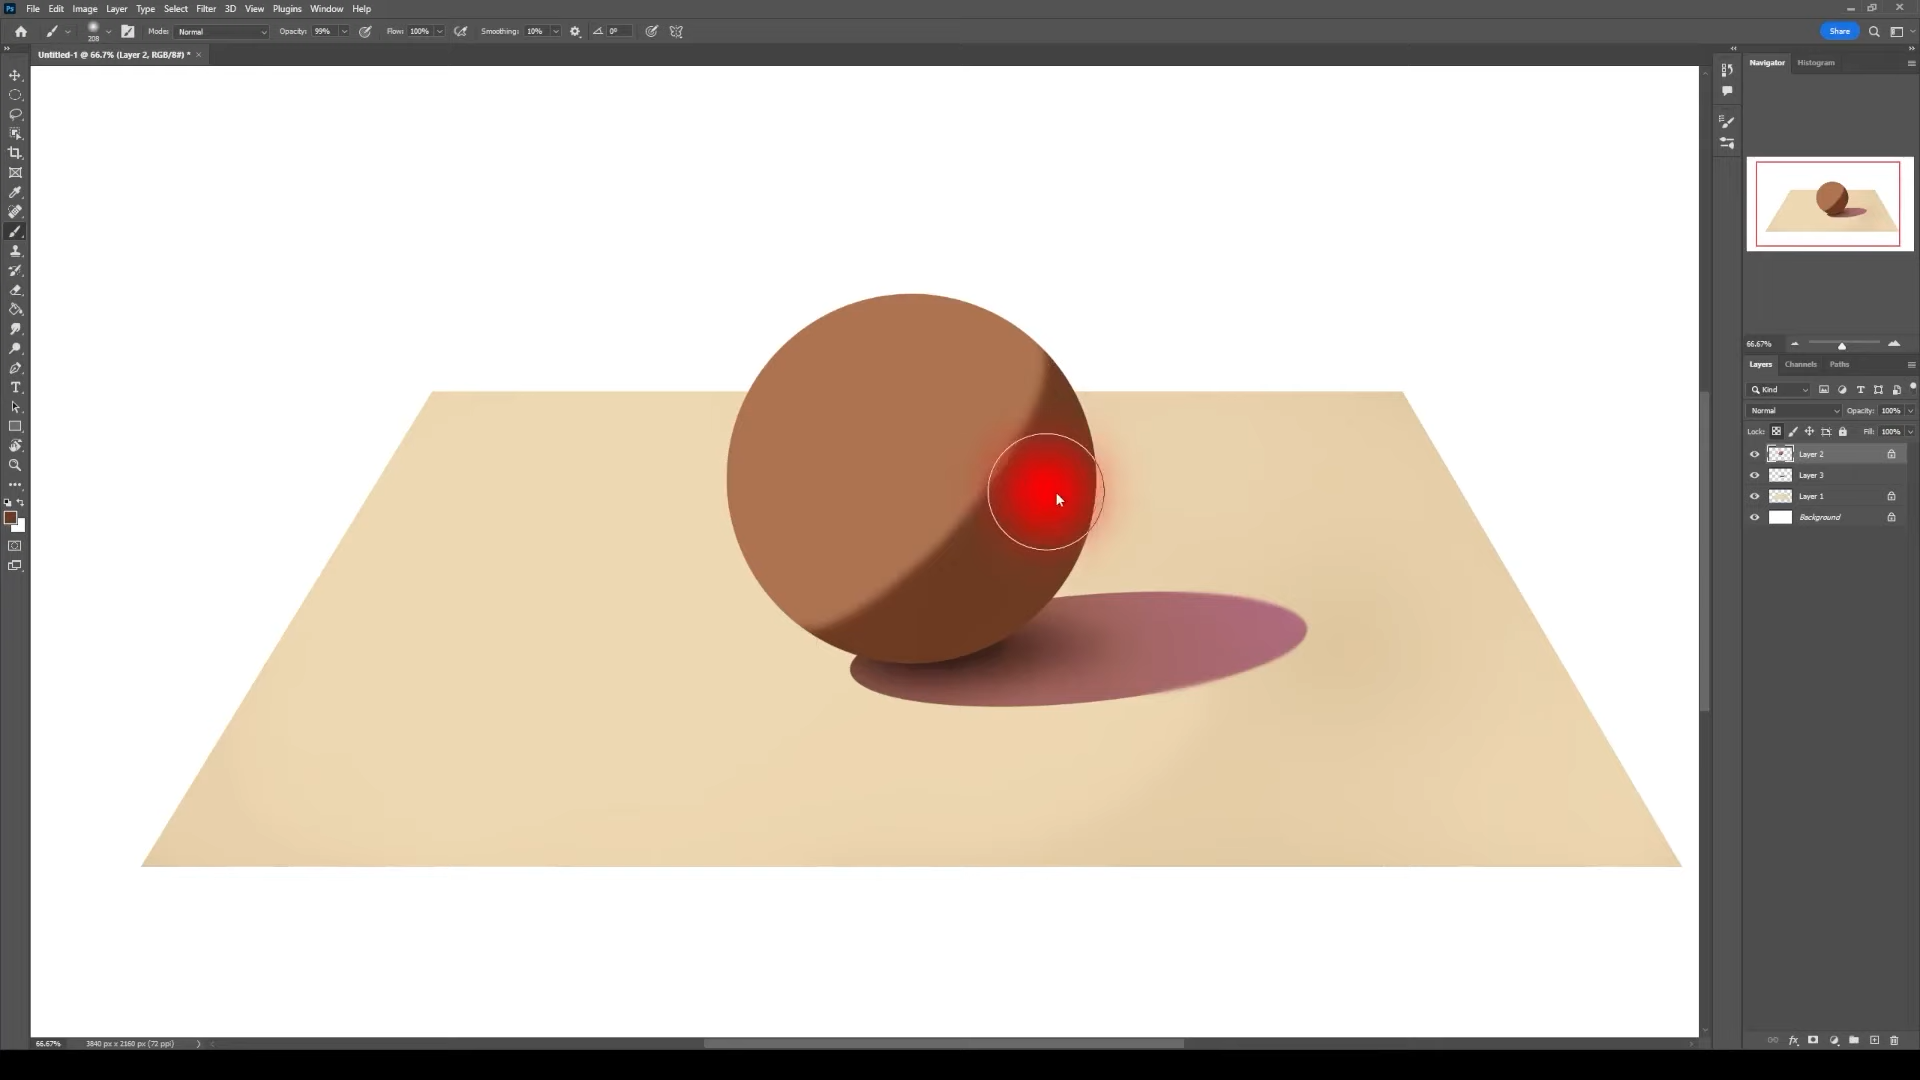 Ps File Edit Image Layer Type Select Filter 3D View Plugins Window Help
208 Mode: Normal Opacity: 99% Flow: 100% Smoothing: 10% 0° Share
Untitled-1 @ 66.7% (Layer 2, RGB/8#) * ×
Navigator Histogram
66.67%
Layers Channels Paths
Kind
Normal Opacity: 100%
Lock: Fill: 100%
Layer 2
Layer 3
Layer 1
Background
T
fx
66.67% 3840 px x 2160 px (72 ppi)